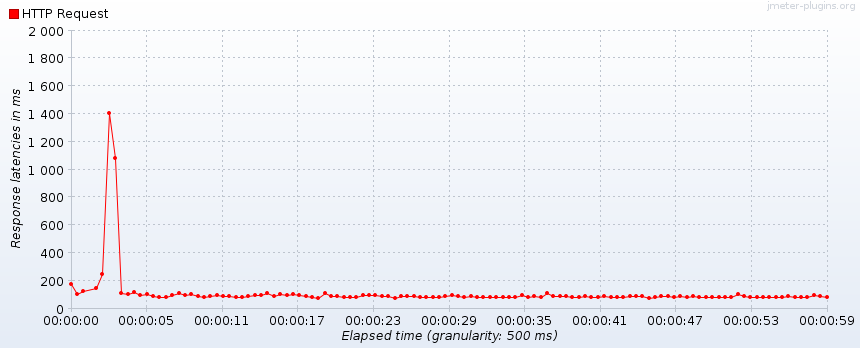 jmeter-plugins.org
HTTP Request
2 000
1 800
1 600
1 400
1 200
1 000
800
600
400
200
0
Response latencies in ms
00:00:00 00:00:05 00:00:11 00:00:17 00:00:23 00:00:29 00:00:35 00:00:41 00:00:47 00:00:53 00:00:59
Elapsed time (granularity: 500 ms)